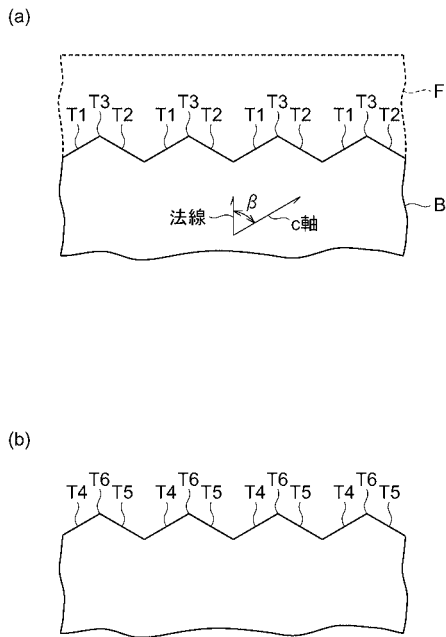 (a)
F
T3 T3 T3 T3
T1 T2 T1 T2 T1 T2 T1 T2
B
β
法線
c軸
(b)
T6 T6 T6 T6
T4 T5 T4 T5 T4 T5 T4 T5